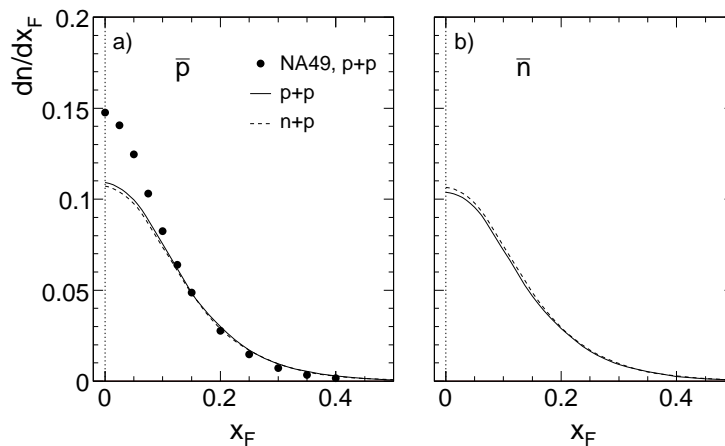 dn/dx_F
0.2
0.15
0.1
0.05
0
a)
p̅
NA49, p+p
p+p
n+p
0
0.2
0.4
x_F
b)
n̅
0
0.2
0.4
x_F